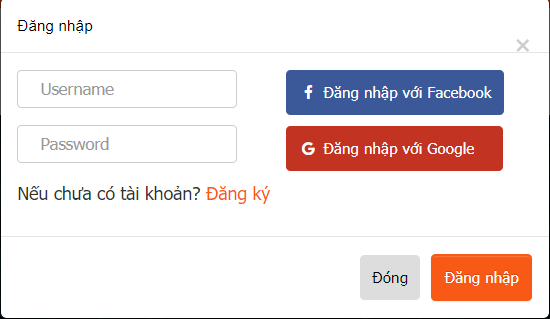 Đăng nhập
×
Username
Đăng nhập với Facebook
Password
Đăng nhập với Google
Nếu chưa có tài khoản? Đăng ký
Đóng
Đăng nhập